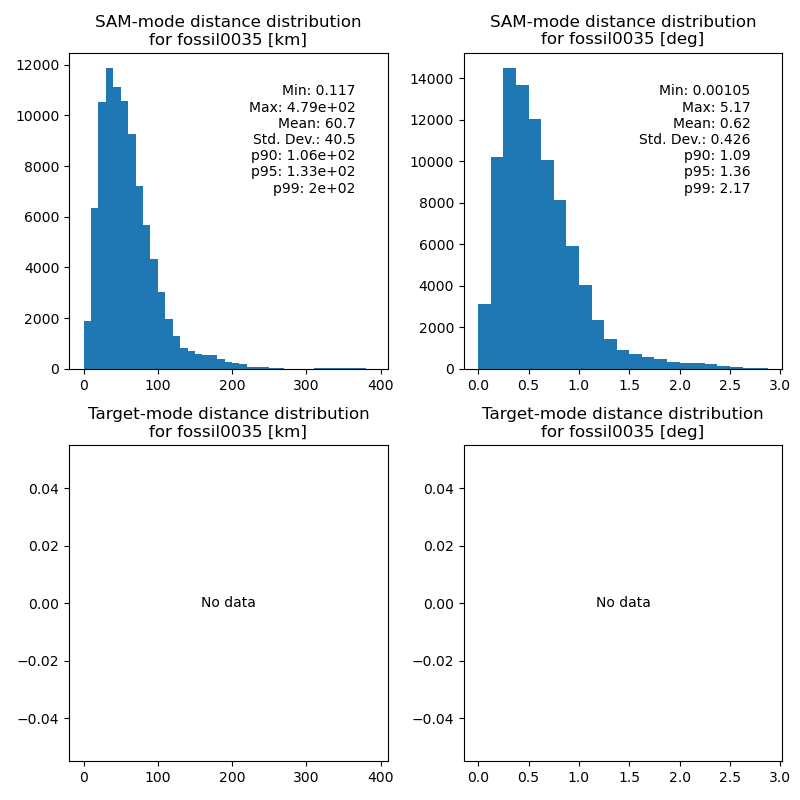 SAM-mode distance distribution
for fossil0035 [km]
12000
10000
8000
6000
4000
2000
0
Min: 0.117
Max: 4.79e+02
Mean: 60.7
Std. Dev.: 40.5
p90: 1.06e+02
p95: 1.33e+02
p99: 2e+02
0 100 200 300 400
SAM-mode distance distribution
for fossil0035 [deg]
14000
12000
10000
8000
6000
4000
2000
0
Min: 0.00105
Max: 5.17
Mean: 0.62
Std. Dev.: 0.426
p90: 1.09
p95: 1.36
p99: 2.17
0.0 0.5 1.0 1.5 2.0 2.5 3.0
Target-mode distance distribution
for fossil0035 [km]
0.04
0.02
0.00
−0.02
−0.04
No data
0 100 200 300 400
Target-mode distance distribution
for fossil0035 [deg]
0.04
0.02
0.00
−0.02
−0.04
No data
0.0 0.5 1.0 1.5 2.0 2.5 3.0